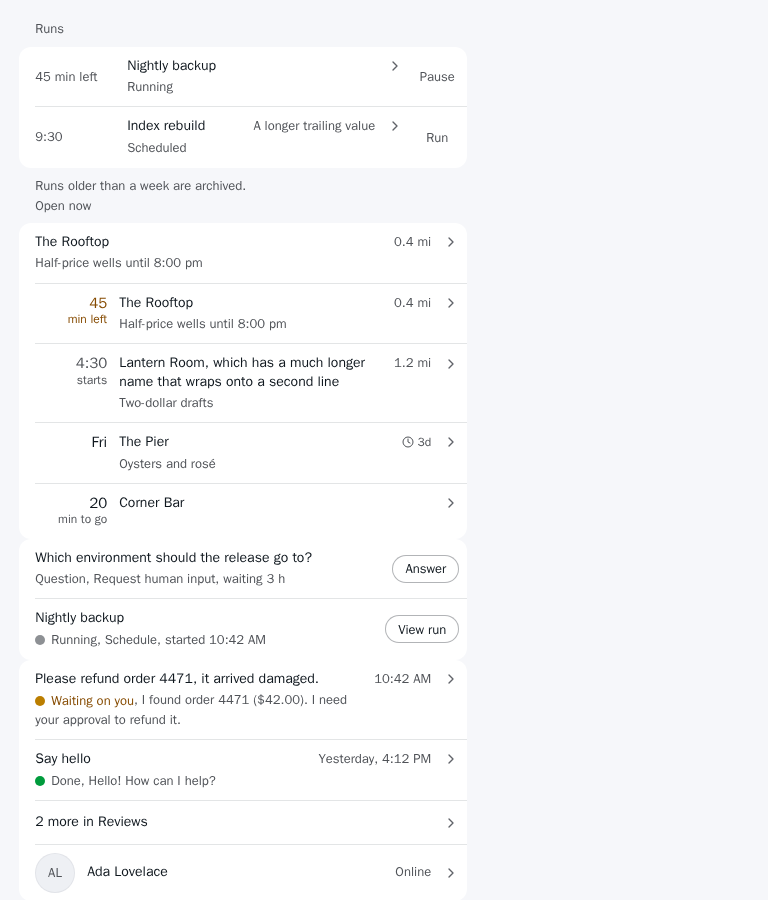 Runs
45 min left
Nightly backup
Running
Pause
9:30
Index rebuild
A longer trailing value
Scheduled
Run
Runs older than a week are archived.
Open now
The Rooftop
0.4 mi
Half-price wells until 8:00 pm
45
min left
The Rooftop
0.4 mi
Half-price wells until 8:00 pm
4:30
starts
Lantern Room, which has a much longer
name that wraps onto a second line
1.2 mi
Two-dollar drafts
Fri
The Pier
3d
Oysters and rosé
20
min to go
Corner Bar
Which environment should the release go to?
Question, Request human input, waiting 3 h
Answer
Nightly backup
Running, Schedule, started 10:42 AM
View run
Please refund order 4471, it arrived damaged.
10:42 AM
Waiting on you, I found order 4471 ($42.00). I need
your approval to refund it.
Say hello
Yesterday, 4:12 PM
Done, Hello! How can I help?
2 more in Reviews
AL
Ada Lovelace
Online